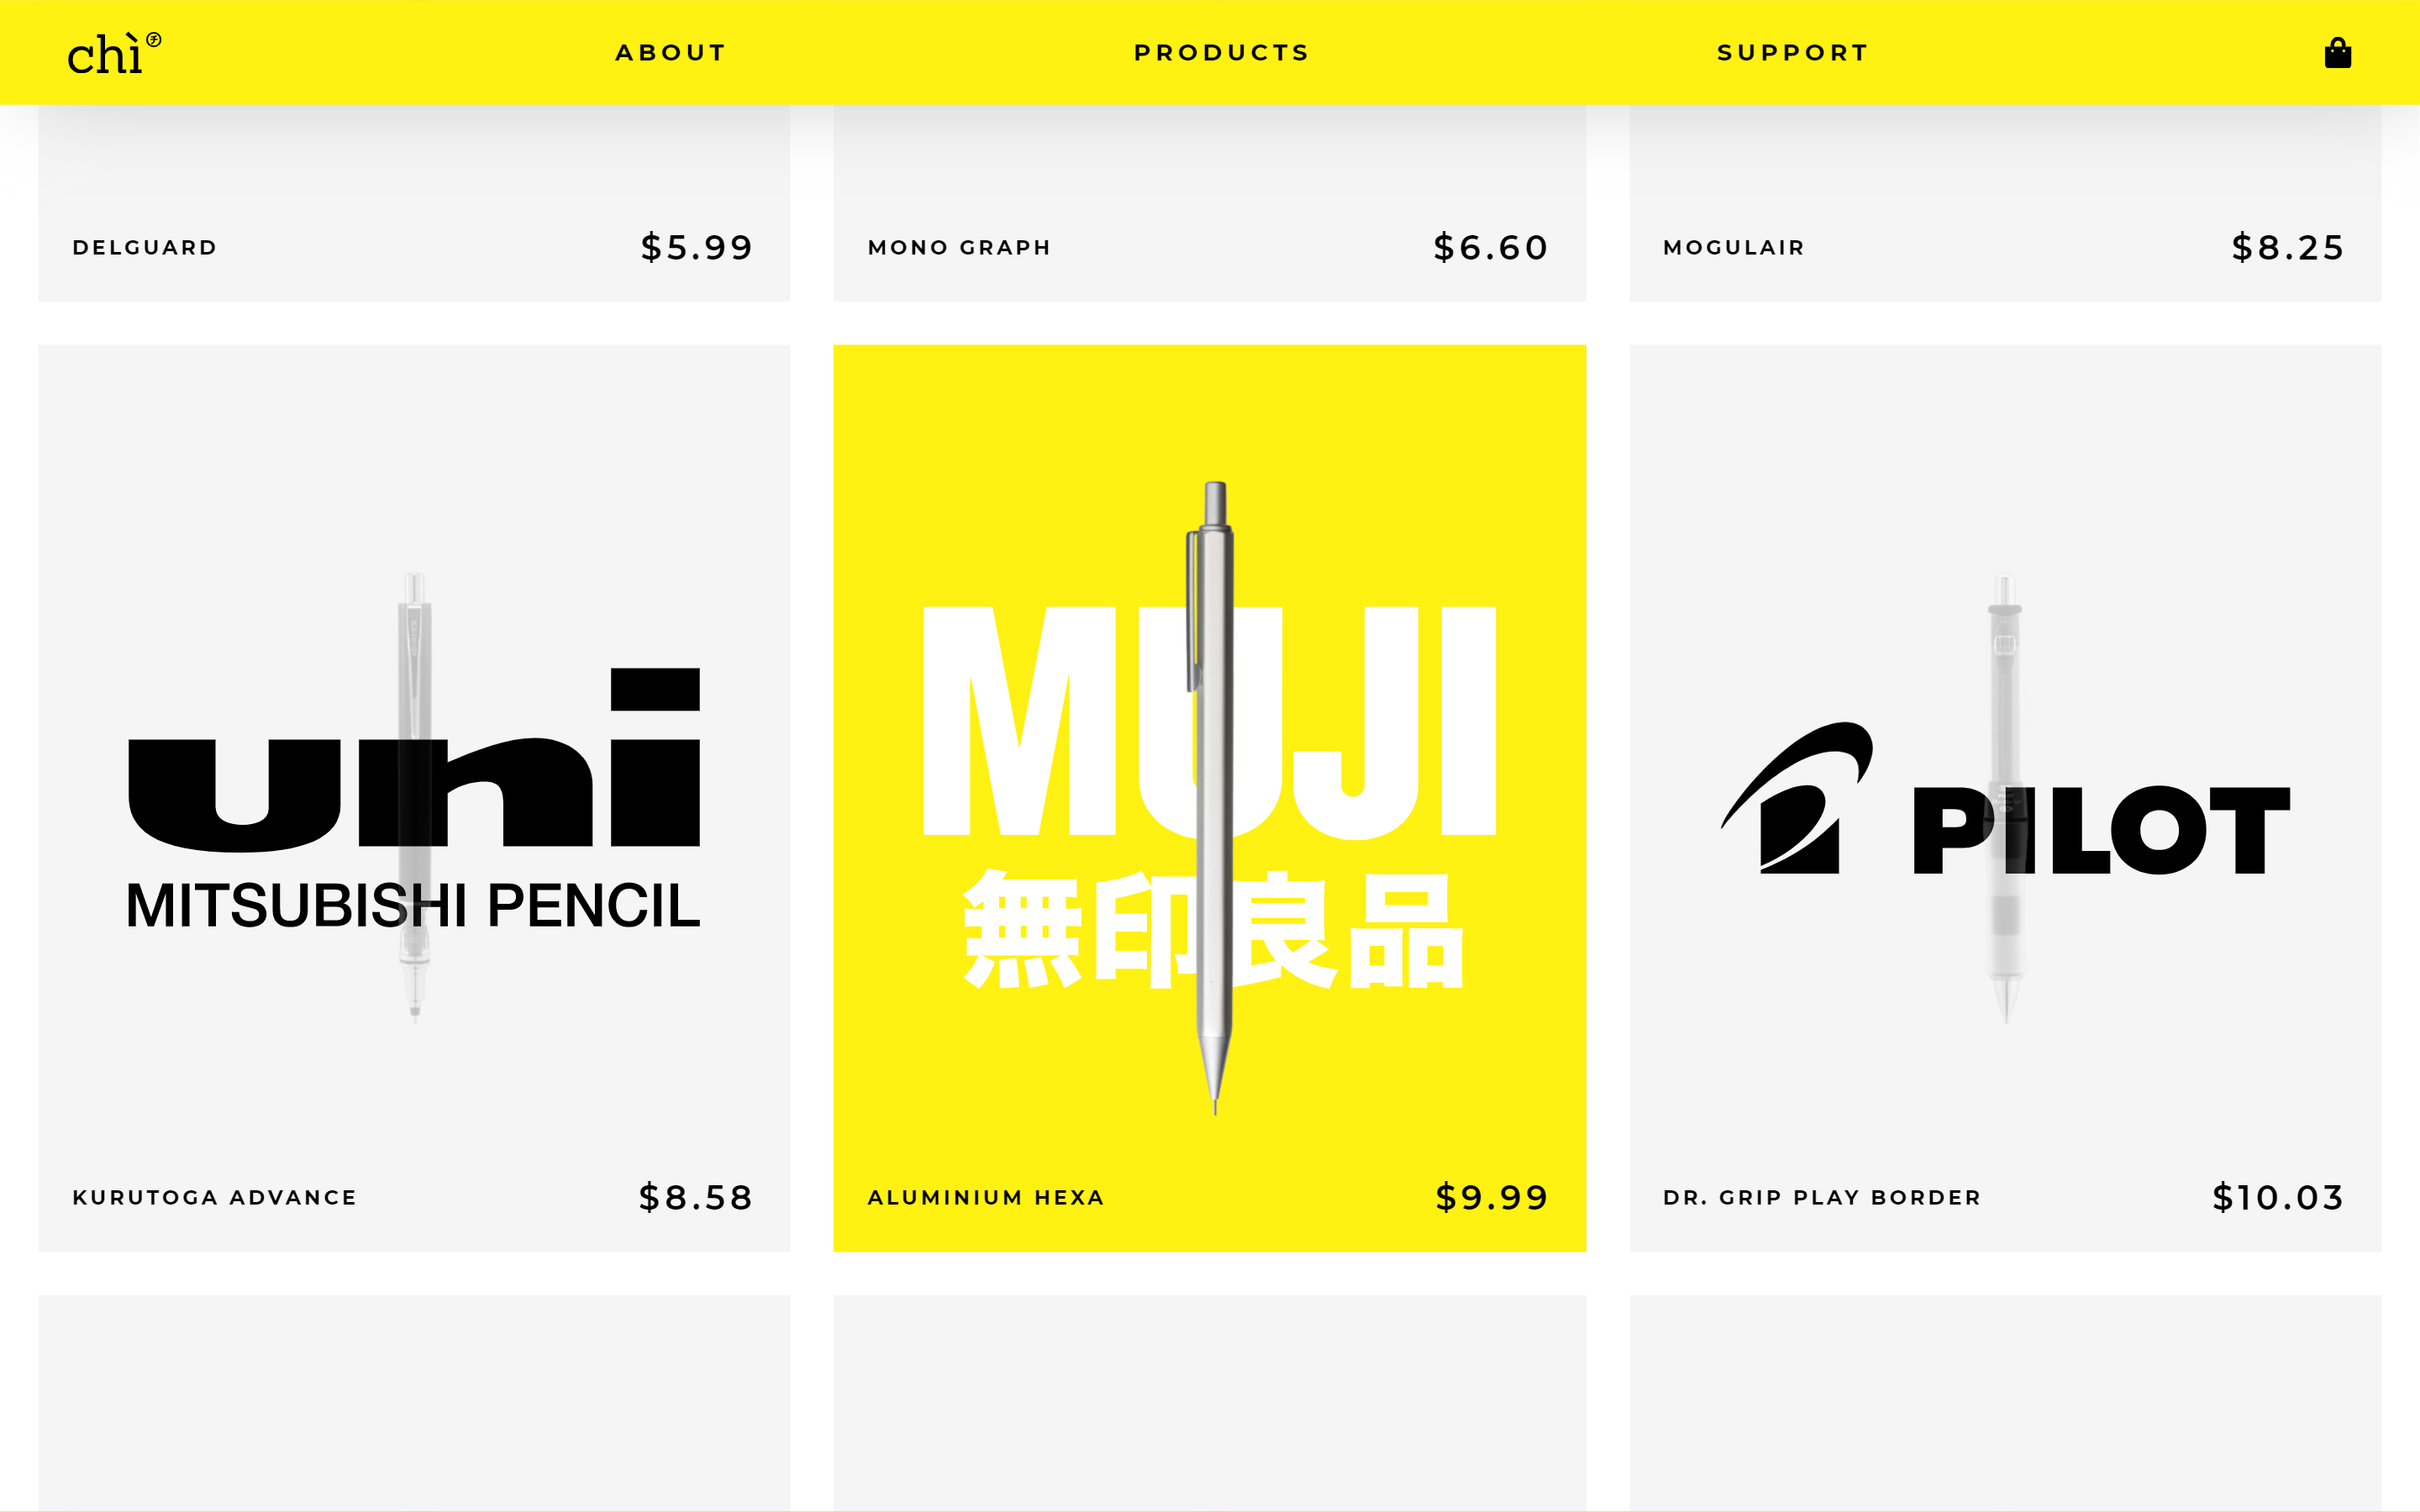 chì
チ
ABOUT
PRODUCTS
SUPPORT
DELGUARD
$5.99
MONO GRAPH
$6.60
MOGULAIR
$8.25
uni
MITSUBISHI PENCIL
MUJI
無印良品
PILOT
KURUTOGA ADVANCE
$8.58
ALUMINIUM HEXA
$9.99
DR. GRIP PLAY BORDER
$10.03